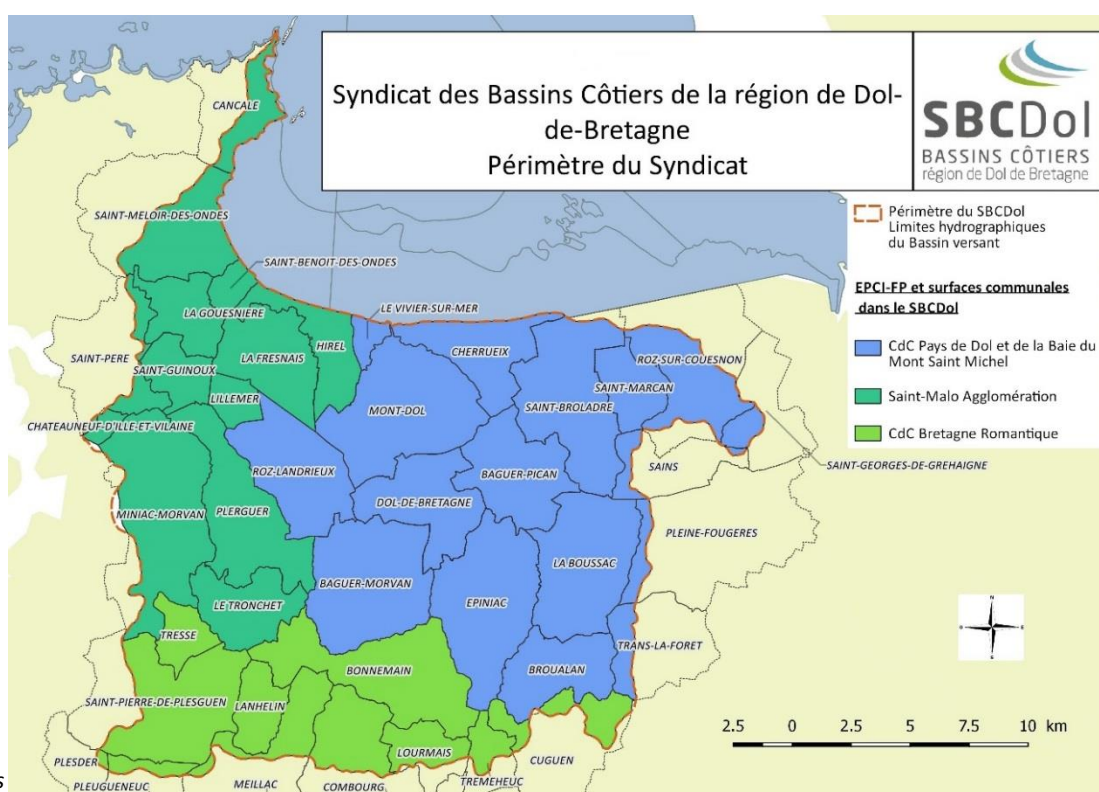 Syndicat des Bassins Côtiers de la région de Dol-
de-Bretagne
Périmètre du Syndicat
SBCDol
BASSINS CÔTIERS
région de Dol de Bretagne
Périmètre du SBCDol
Limites hydrographiques
du Bassin versant
EPCI-FP et surfaces communales
dans le SBCDol
CdC Pays de Dol et de la Baie du
Mont Saint Michel
Saint-Malo Agglomération
CdC Bretagne Romantique
CANCALE
SAINT-MELOIR-DES-ONDES
SAINT-BENOIT-DES-ONDES
LE VIVIER-SUR-MER
LA GOUESNIERE
HIREL
CHERRUEIX
ROZ-SUR-COUESNON
SAINT-PERE
LA FRESNAIS
SAINT-GUINOUX
SAINT-MARCAN
LILLEMER
MONT-DOL
SAINT-BROLADRE
CHATEAUNEUF-D'ILLE-ET-VILAINE
SAINT-GEORGES-DE-GREHAIGNE
ROZ-LANDRIEUX
BAGUER-PICAN
SAINS
DOL-DE-BRETAGNE
MINIAC-MORVAN
PLERGUER
PLEINE-FOUGERES
LA BOUSSAC
BAGUER-MORVAN
EPINIAC
LE TRONCHET
TRESSE
TRANS-LA-FORET
BONNEMAIN
BROUALAN
SAINT-PIERRE-DE-PLESGUEN
LANHELIN
LOURMAIS
CUGUEN
PLESDER
TREMEHEUC
PLEUGUENEUC
MEILLAC
COMBOURG
N
E
S
2.5 0 2.5 5 7.5 10 km
s